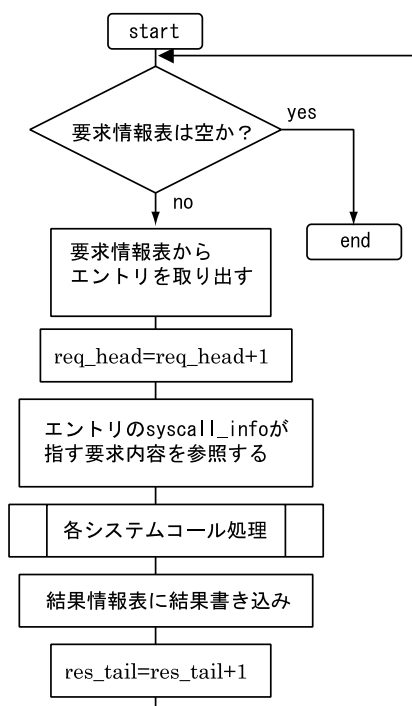 start
要求情報表は空か？
yes
no
end
要求情報表から
エントリを取り出す
req_head=req_head+1
エントリのsyscall_infoが
指す要求内容を参照する
各システムコール処理
結果情報表に結果書き込み
res_tail=res_tail+1